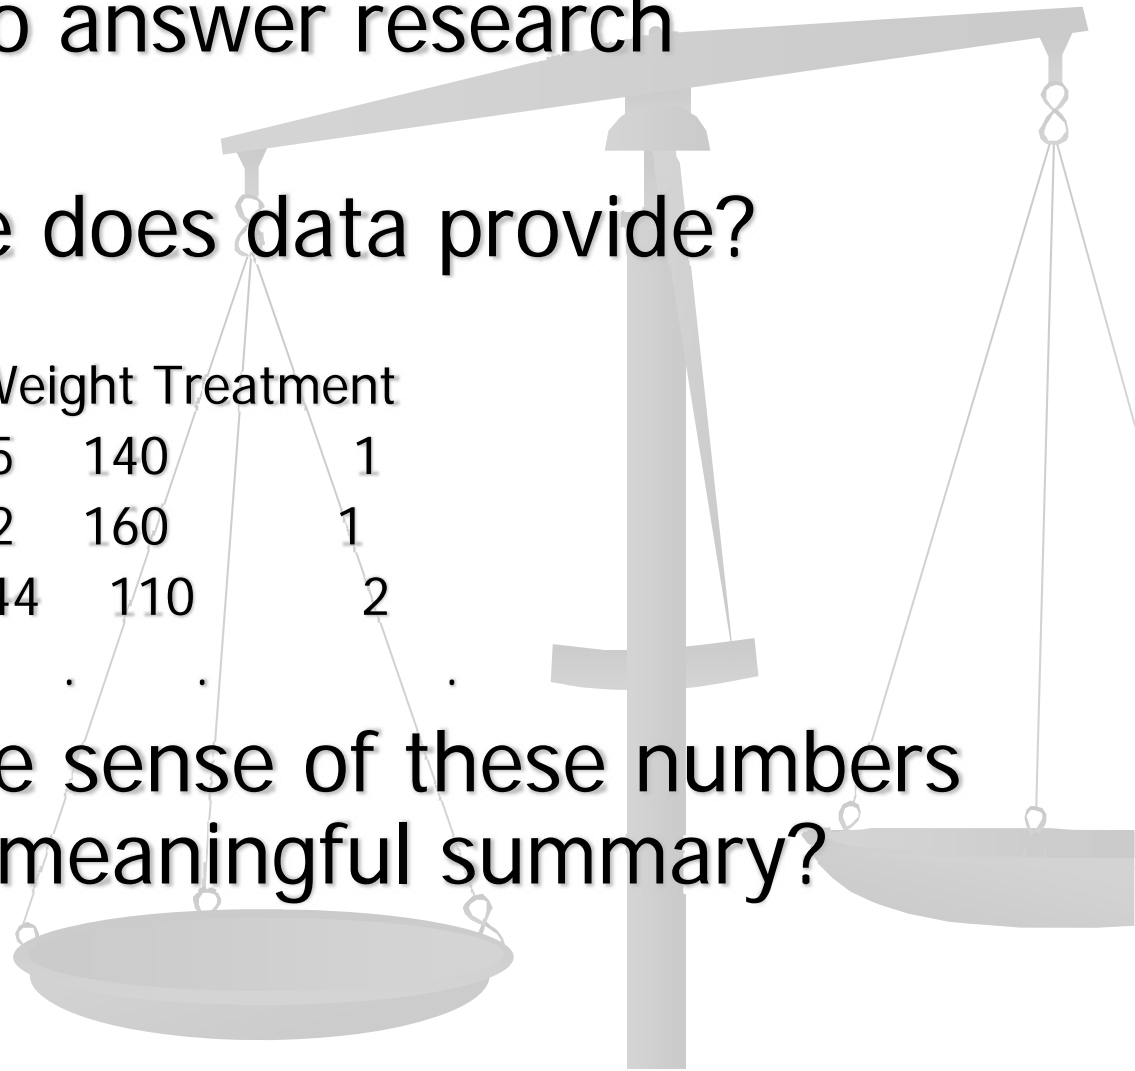 o answer research
e does data provide?
Weight Treatment
5 140 1
2 160 1
44 110 2
. . .
e sense of these numbers
meaningful summary?